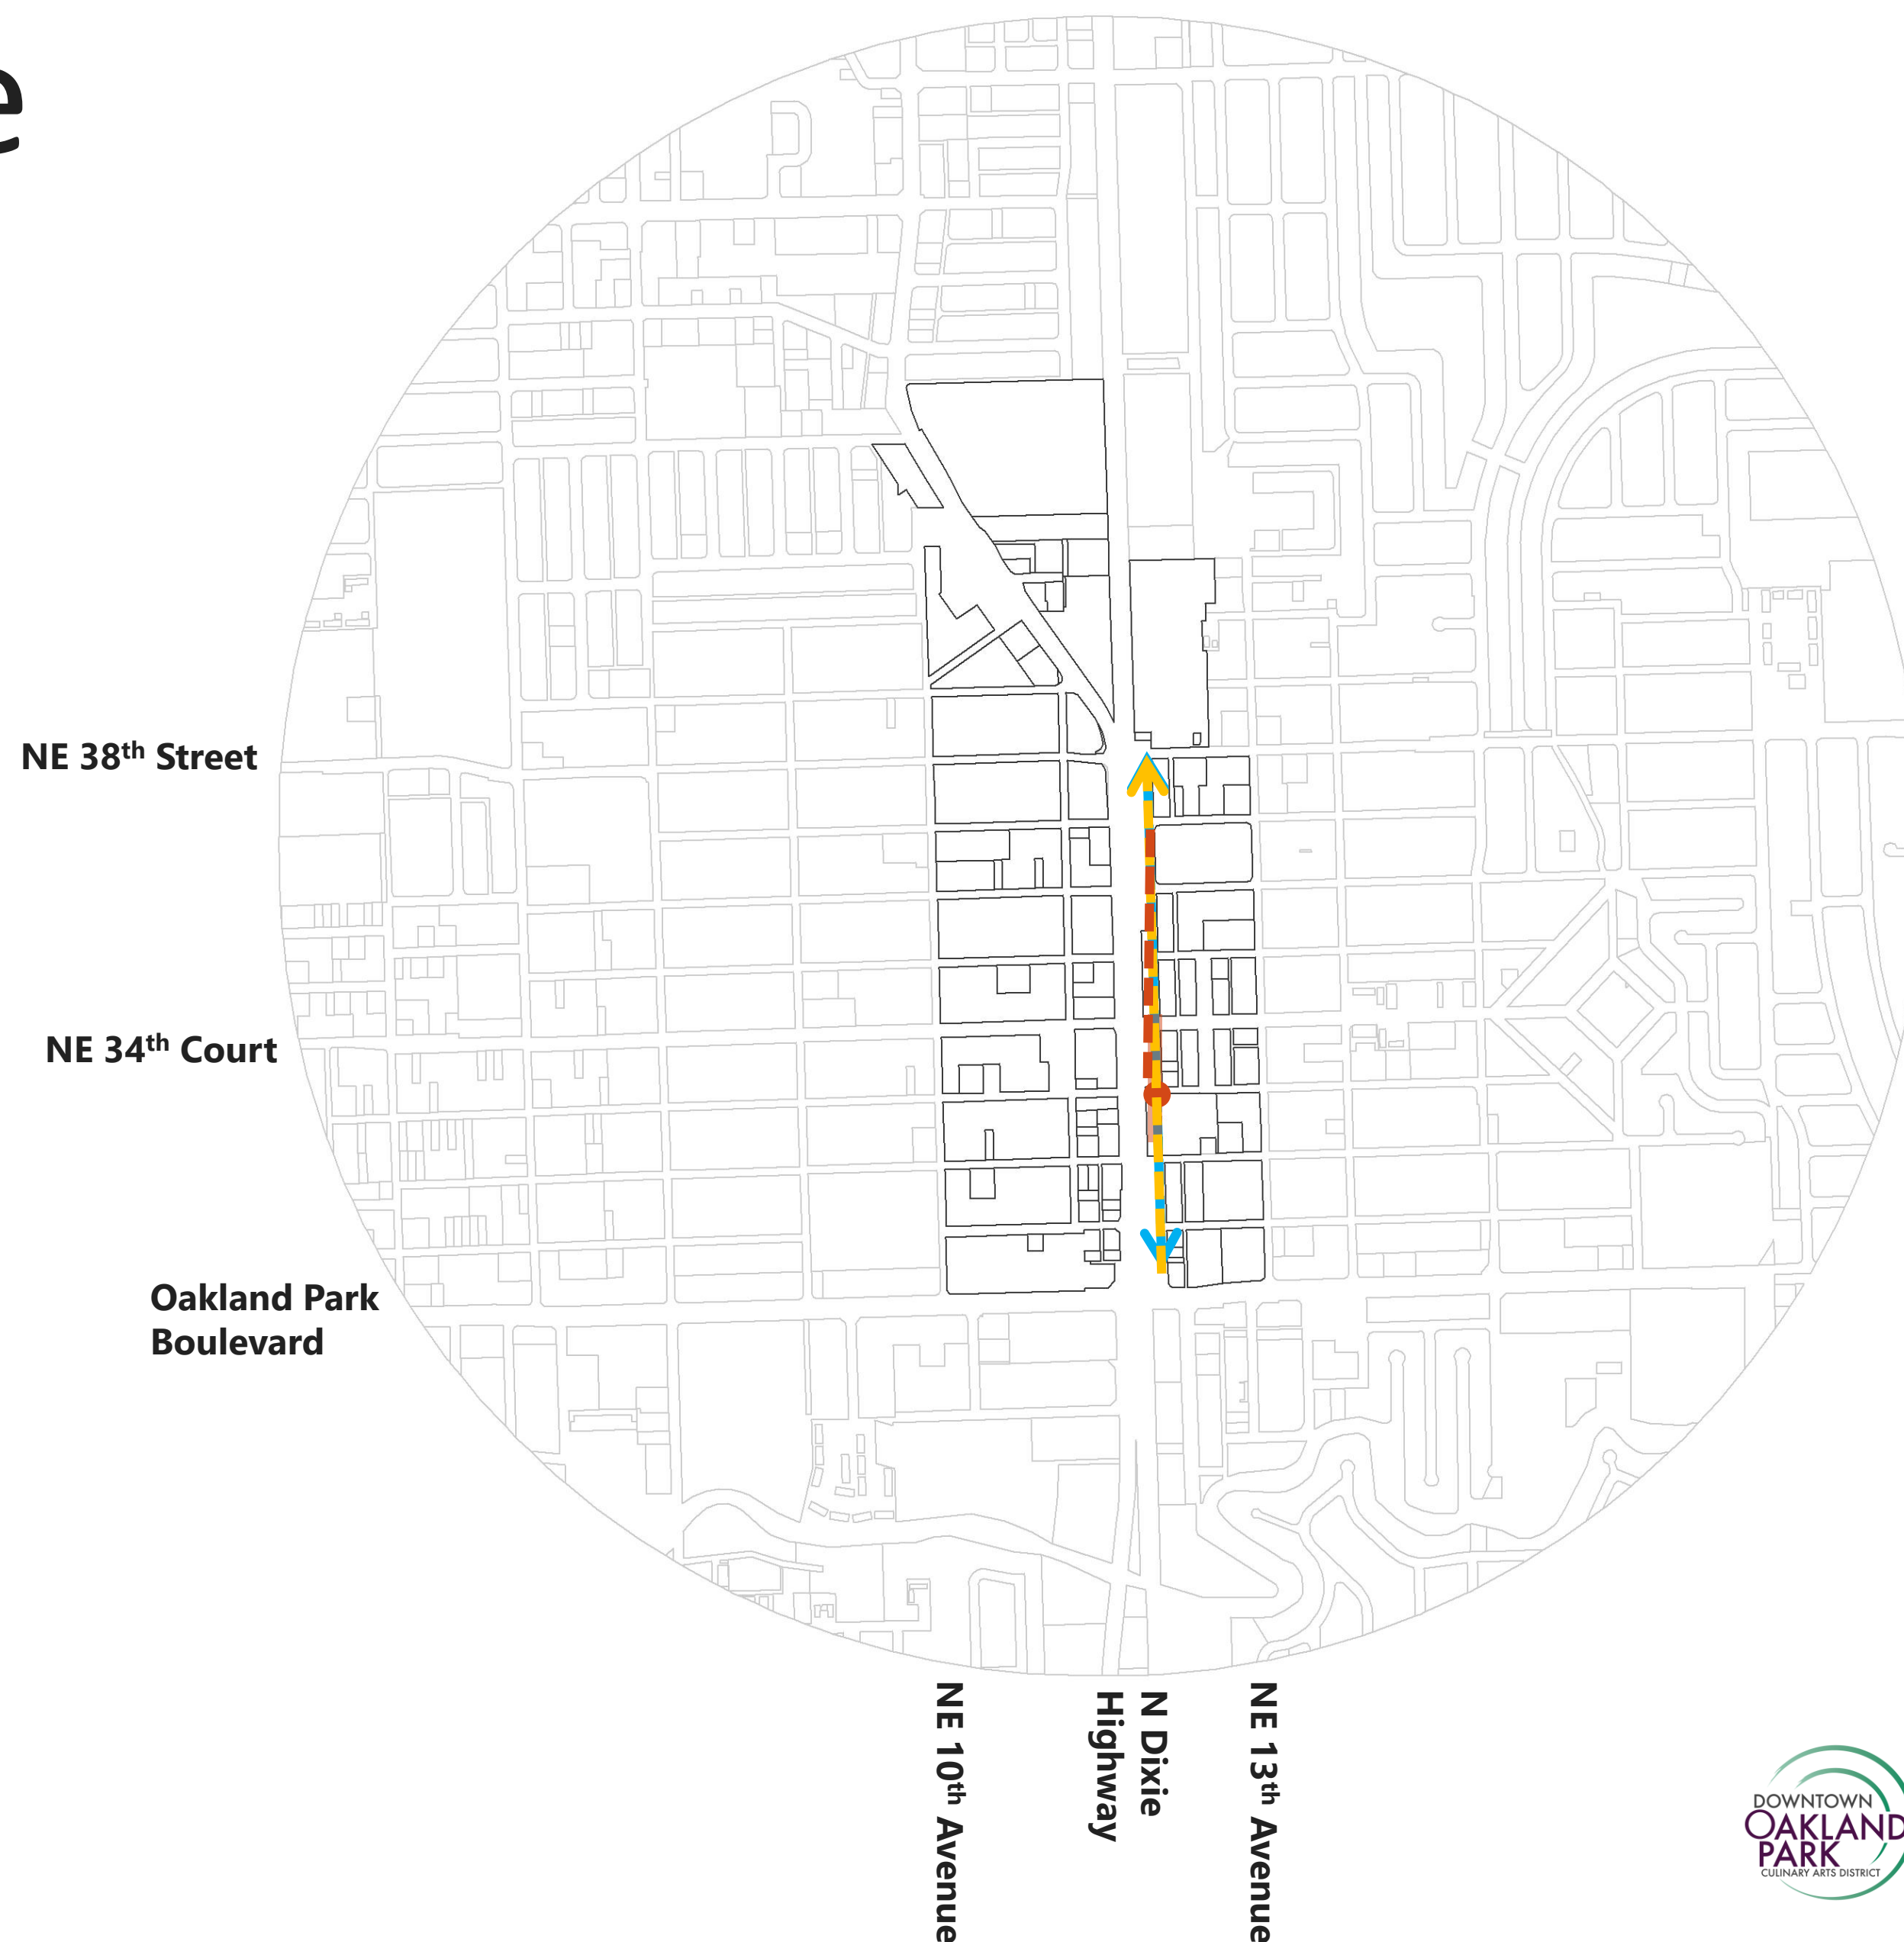 e
NE 38th Street
NE 34th Court
Oakland Park
Boulevard
NE 10th Avenue
N Dixie
Highway
NE 13th Avenue
DOWNTOWN
OAKLAND
PARK
CULINARY ARTS DISTRICT